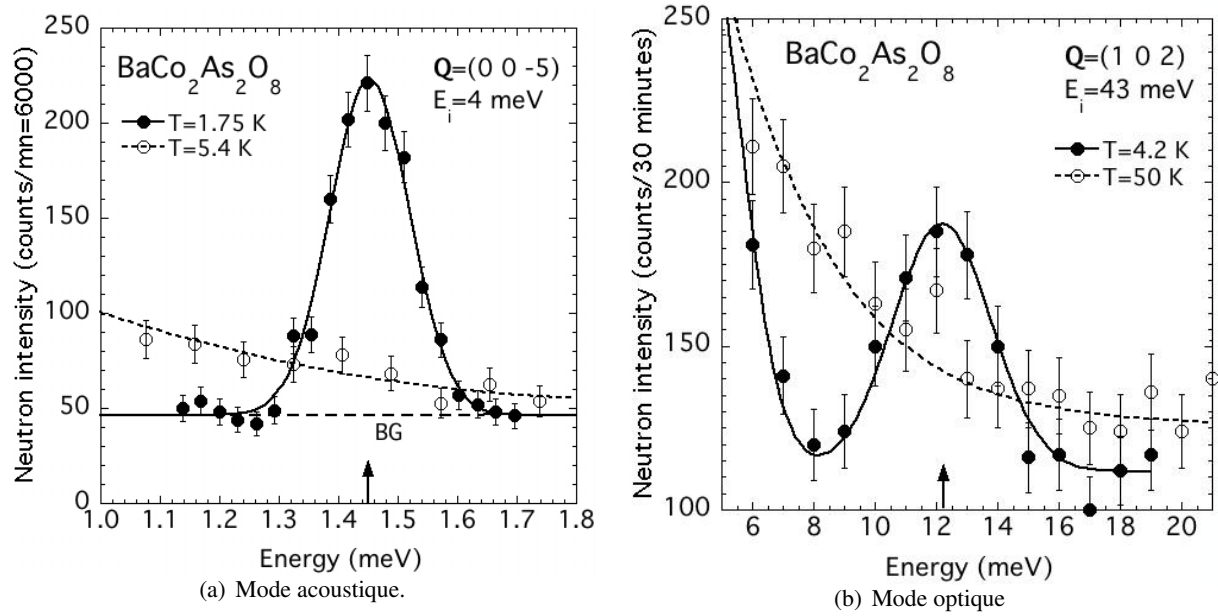 BaCo₂As₂O₈
Q=(0 0 -5)
Eᵢ=4 meV
T=1.75 K
T=5.4 K
BG
Neutron intensity (counts/mn=6000)
250
200
150
100
50
0
1.0 1.1 1.2 1.3 1.4 1.5 1.6 1.7 1.8
Energy (meV)
(a) Mode acoustique.
BaCo₂As₂O₈
Q=(1 0 2)
Eᵢ=43 meV
T=4.2 K
T=50 K
Neutron intensity (counts/30 minutes)
250
200
150
100
6 8 10 12 14 16 18 20
Energy (meV)
(b) Mode optique